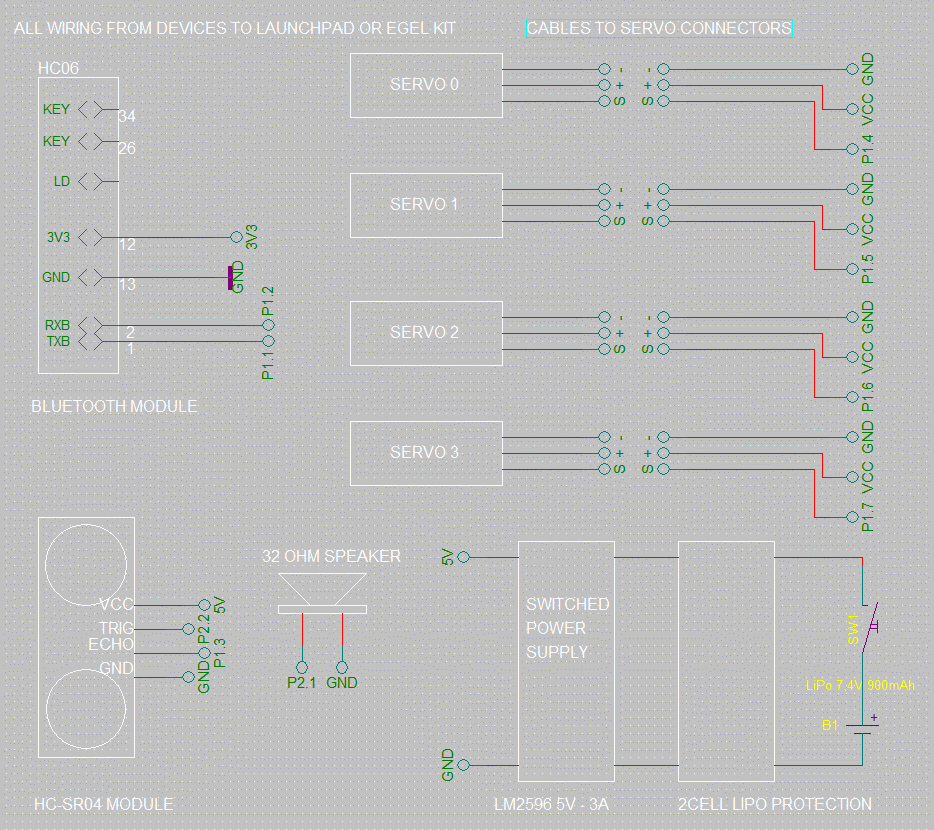 ALL WIRING FROM DEVICES TO LAUNCHPAD OR EGEL KIT
CABLES TO SERVO CONNECTORS
HC06
KEY
34
KEY
26
LD
3V3
12
3V3
GND
13
GND
RXB
2
P1.2
TXB
1
P1.1
BLUETOOTH MODULE
SERVO 0
- -
+ +
S S
GND
VCC
P1.4
SERVO 1
- -
+ +
S S
GND
VCC
P1.5
SERVO 2
- -
+ +
S S
GND
VCC
P1.6
SERVO 3
- -
+ +
S S
GND
VCC
P1.7
VCC
5V
TRIG
P2.2
ECHO
P1.3
GND
GND
HC-SR04 MODULE
32 OHM SPEAKER
P2.1
GND
5V
GND
SWITCHED
POWER
SUPPLY
LM2596 5V - 3A
2CELL LIPO PROTECTION
SW1
LiPo 7,4V 900mAh
B1
+